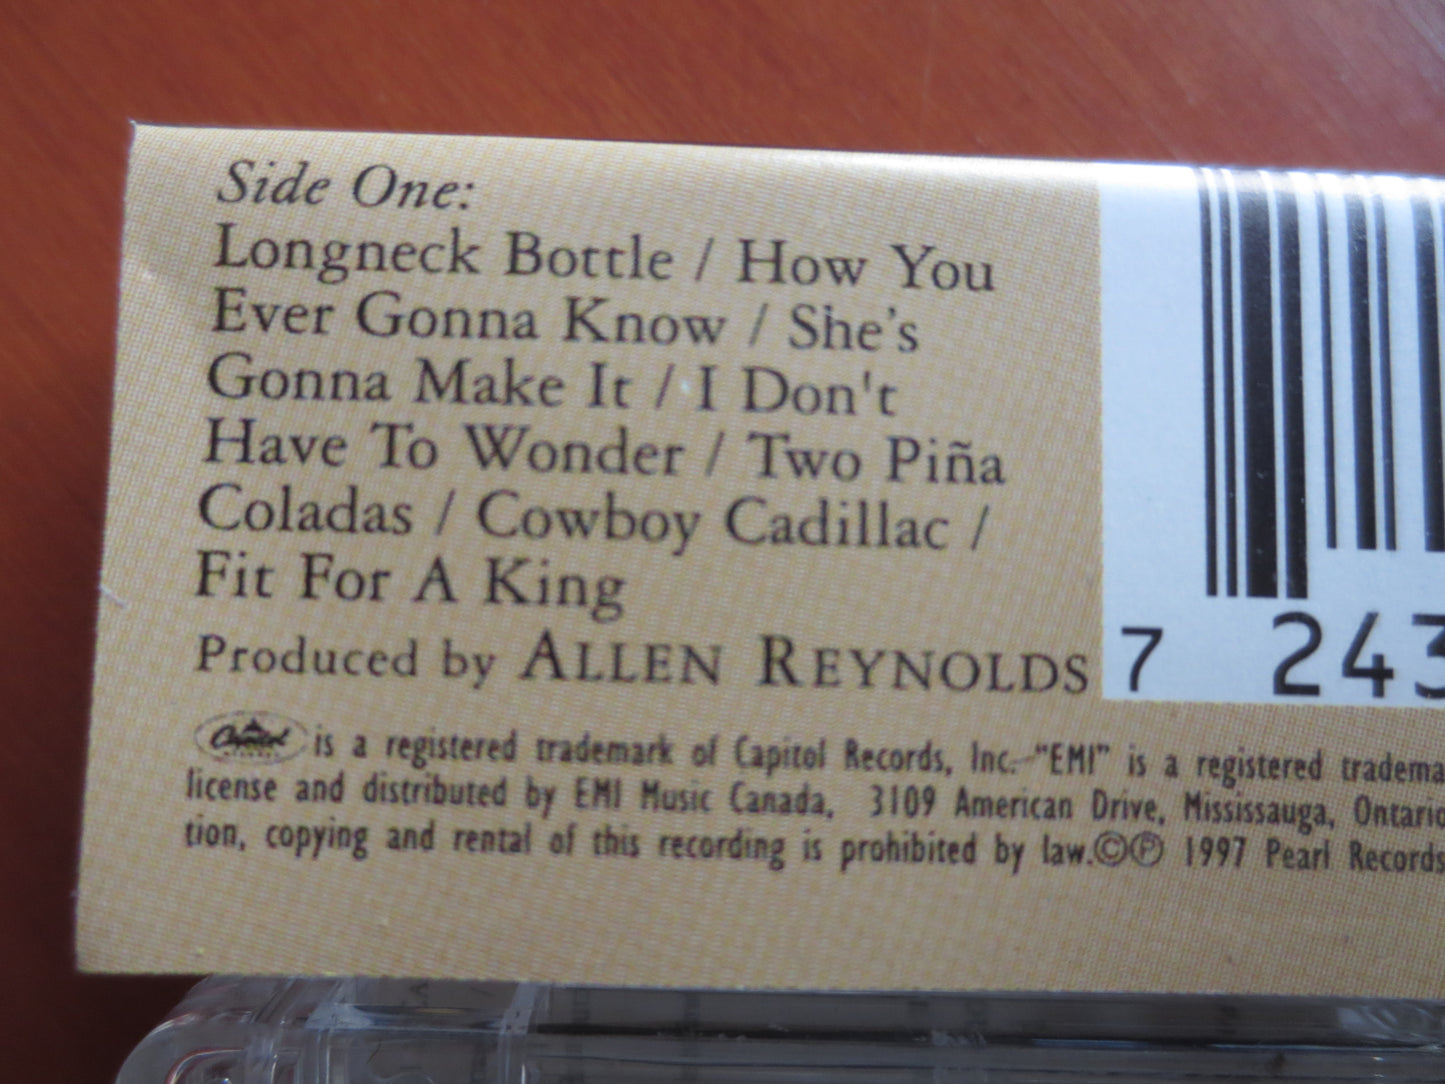 Side One:
Longneck Bottle / How You
Ever Gonna Know / She's
Gonna Make It / I Don't
Have To Wonder / Two Piña
Coladas / Cowboy Cadillac /
Fit For A King
Produced by ALLEN REYNOLDS
7 243
Capitol is a registered trademark of Capitol Records, Inc. "EMI" is a registered tradema
license and distributed by EMI Music Canada, 3109 American Drive, Mississauga, Ontario
tion, copying and rental of this recording is prohibited by law.©℗ 1997 Pearl Records